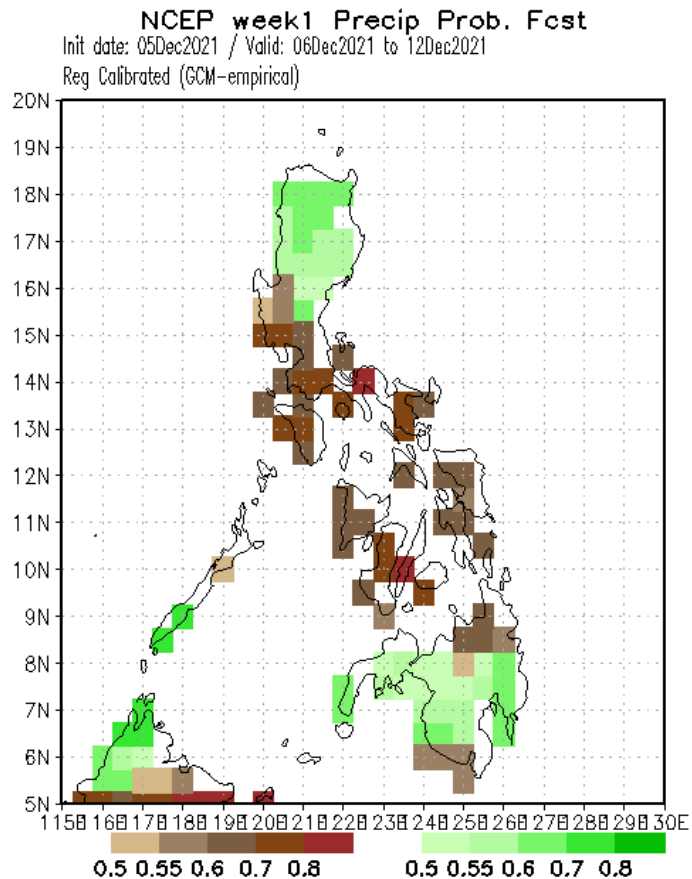 NCEP week1 Precip Prob. Fcst
Init date: 05Dec2021 / Valid: 06Dec2021 to 12Dec2021
Reg Calibrated (GCM-empirical)
20N
19N
18N
17N
16N
15N
14N
13N
12N
11N
10N
9N
8N
7N
6N
5N
115E 116E 117E 118E 119E 120E 121E 122E 123E 124E 125E 126E 127E 128E 129E 130E
0.5 0.55 0.6 0.7 0.8 0.5 0.55 0.6 0.7 0.8